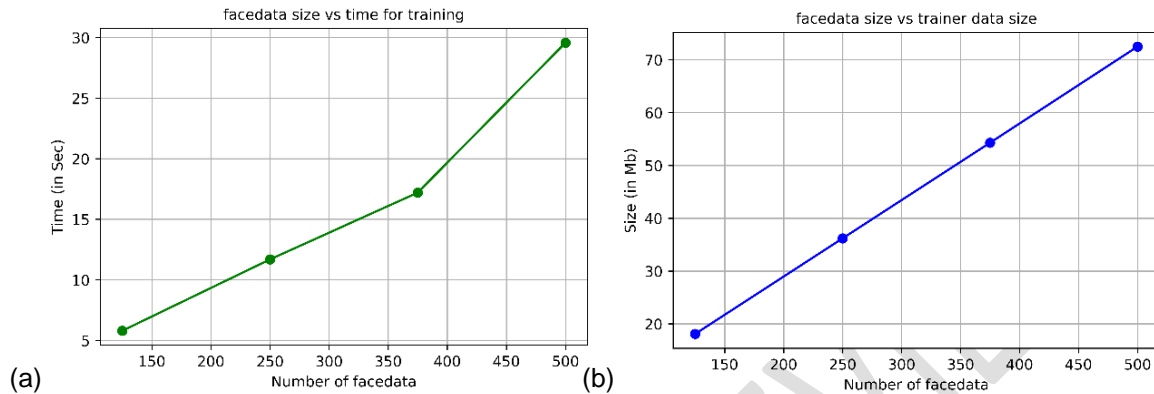 facedata size vs time for training
30
25
20
15
10
5
Time (in Sec)
150 200 250 300 350 400 450 500
Number of facedata
(a)
facedata size vs trainer data size
70
60
50
40
30
20
Size (in Mb)
150 200 250 300 350 400 450 500
Number of facedata
(b)